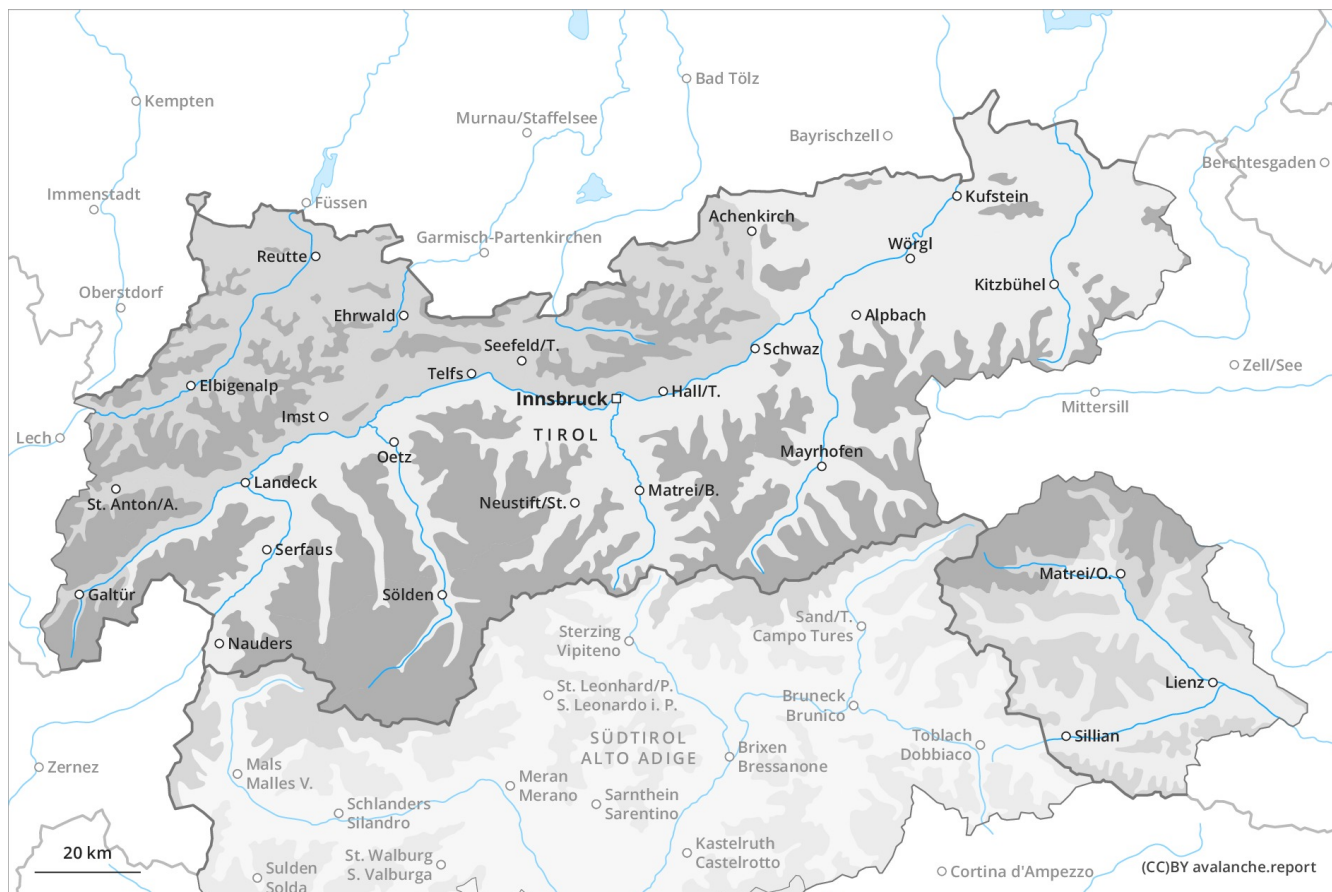 Kempten
Bad Tölz
Murnau/Staffelsee
Bayrischzell
Berchtesgaden
Immenstadt
Füssen
Kufstein
Achenkirch
Garmisch-Partenkirchen
Wörgl
Reutte
Oberstdorf
Kitzbühel
Ehrwald
Alpbach
Seefeld/T.
Schwaz
Zell/See
Telfs
Elbigenalp
Hall/T.
Innsbruck
Mittersill
Imst
TIROL
Lech
Oetz
Mayrhofen
Landeck
Matrei/B.
St. Anton/A.
Neustift/St.
Serfaus
Matrei/O.
Galtür
Sölden
Sand/T.
Campo Tures
Sterzing
Vipiteno
Nauders
Lienz
St. Leonhard/P.
S. Leonardo i. P.
Bruneck
Brunico
Sillian
Toblach
Dobbiaco
SÜDTIROL
ALTO ADIGE
Brixen
Bressanone
Zernez
Mals
Malles V.
Meran
Merano
Sarnthein
Sarentino
Schlanders
Silandro
Kastelruth
Castelrotto
20 km
St. Walburg
S. Valburga
Sulden
Solda
Cortina d'Ampezzo
(CC)BY avalanche.report